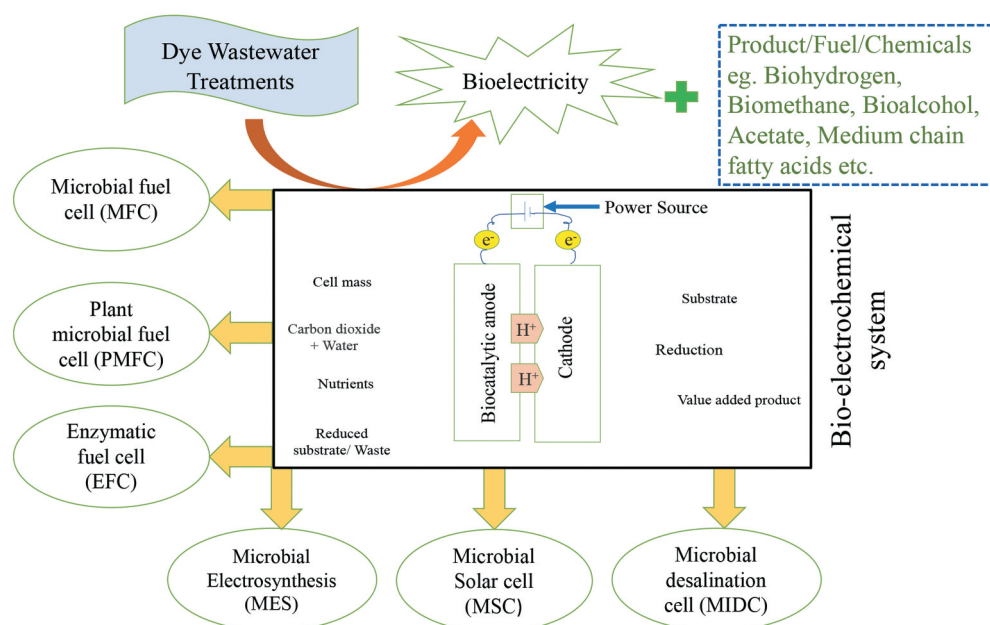 Dye Wastewater
Treatments
Bioelectricity
Product/Fuel/Chemicals
eg. Biohydrogen,
Biomethane, Bioalcohol,
Acetate, Medium chain
fatty acids etc.
Microbial fuel
cell (MFC)
Plant
microbial fuel
cell (PMFC)
Enzymatic
fuel cell
(EFC)
Power Source
e-
e-
Cell mass
Carbon dioxide
+ Water
Nutrients
Reduced
substrate/ Waste
Biocatalytic anode
H+
H+
Cathode
Substrate
Reduction
Value added product
Bio-electrochemical
system
Microbial
Electrosynthesis
(MES)
Microbial
Solar cell
(MSC)
Microbial
desalination
cell (MIDC)